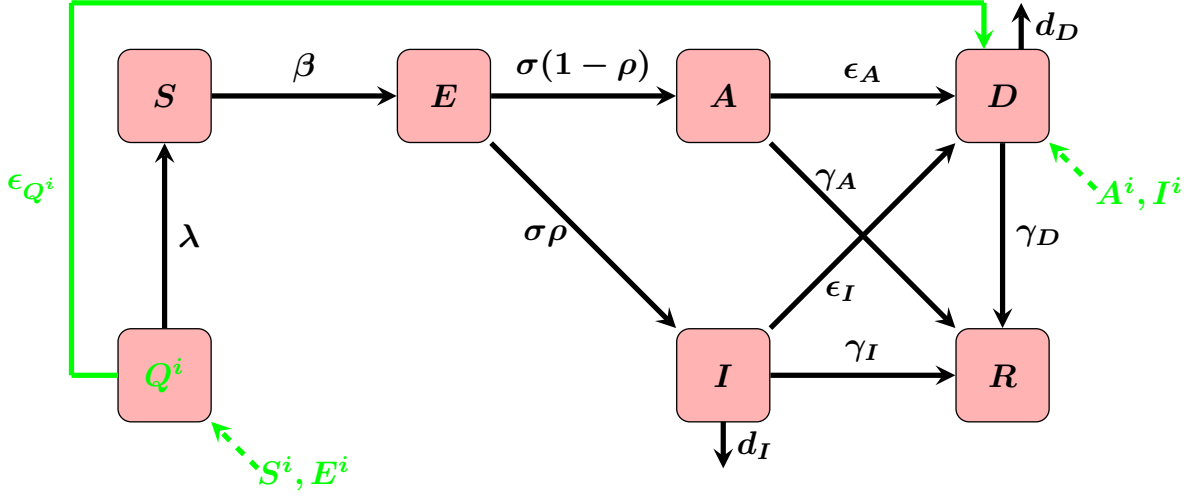 d_D
β
σ(1 − ρ)
ϵ_A
S
E
A
D
ϵ_{Q^i}
γ_A
A^i, I^i
λ
σρ
γ_D
ϵ_I
γ_I
Q^i
I
R
d_I
S^i, E^i